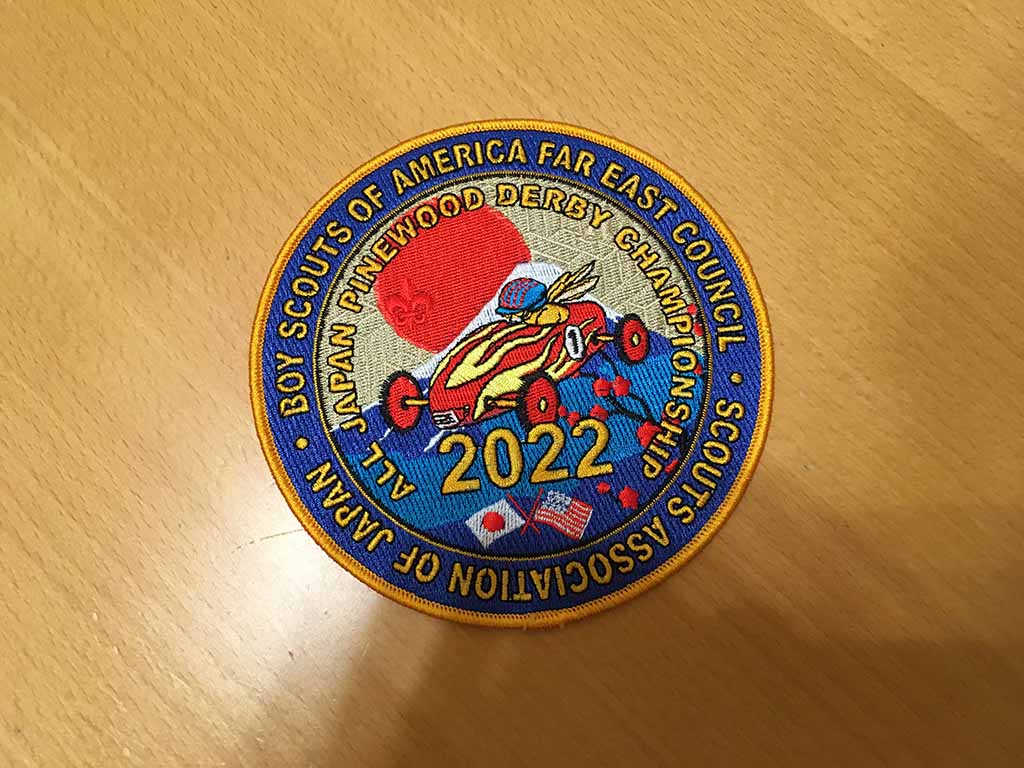 BOY SCOUTS OF AMERICA FAR EAST COUNCIL
• SCOUTS ASSOCIATION OF JAPAN •
ALL JAPAN PINEWOOD DERBY CHAMPIONSHIP
1
2022